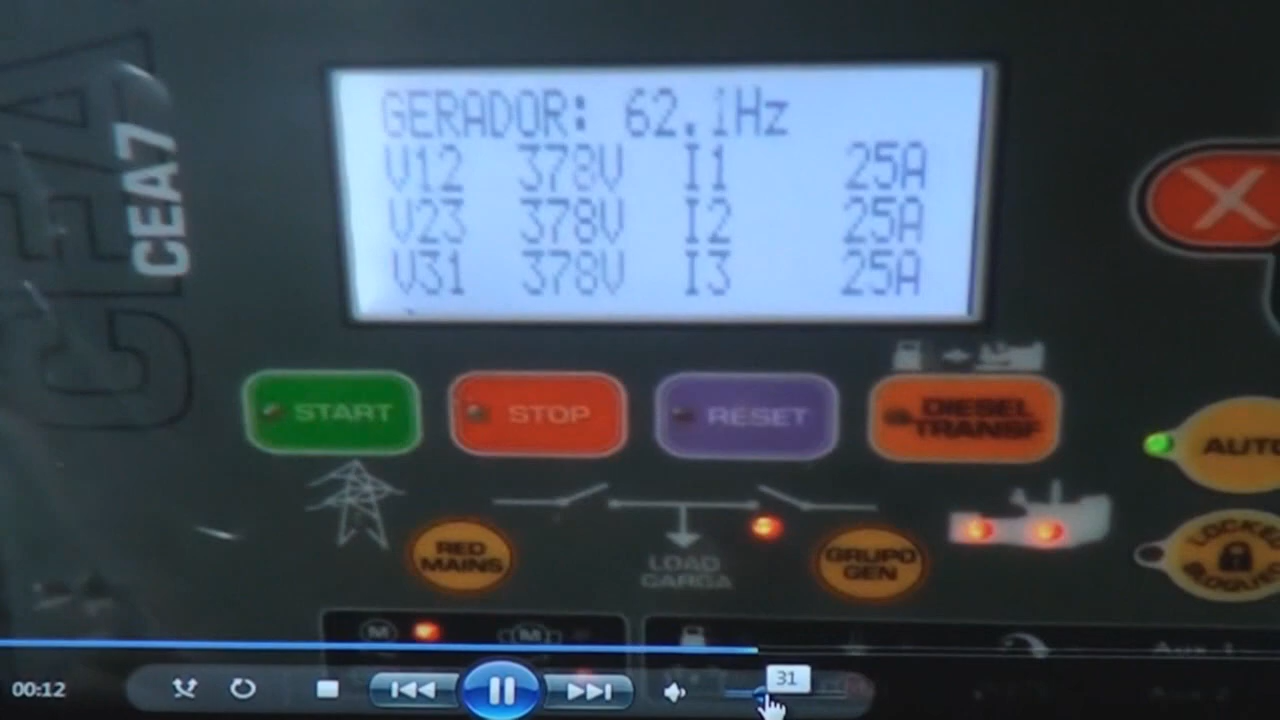 GERADOR: 62.1Hz
V12 378V I1 25A
V23 378V I2 25A
V31 378V I3 25A
CEA7
CEA
START
STOP
RESET
DIESEL
TRANSF
AUTO
RED
MAINS
LOAD
CARGA
GRUPO
GEN
LOCKED
M
M
31
00:12